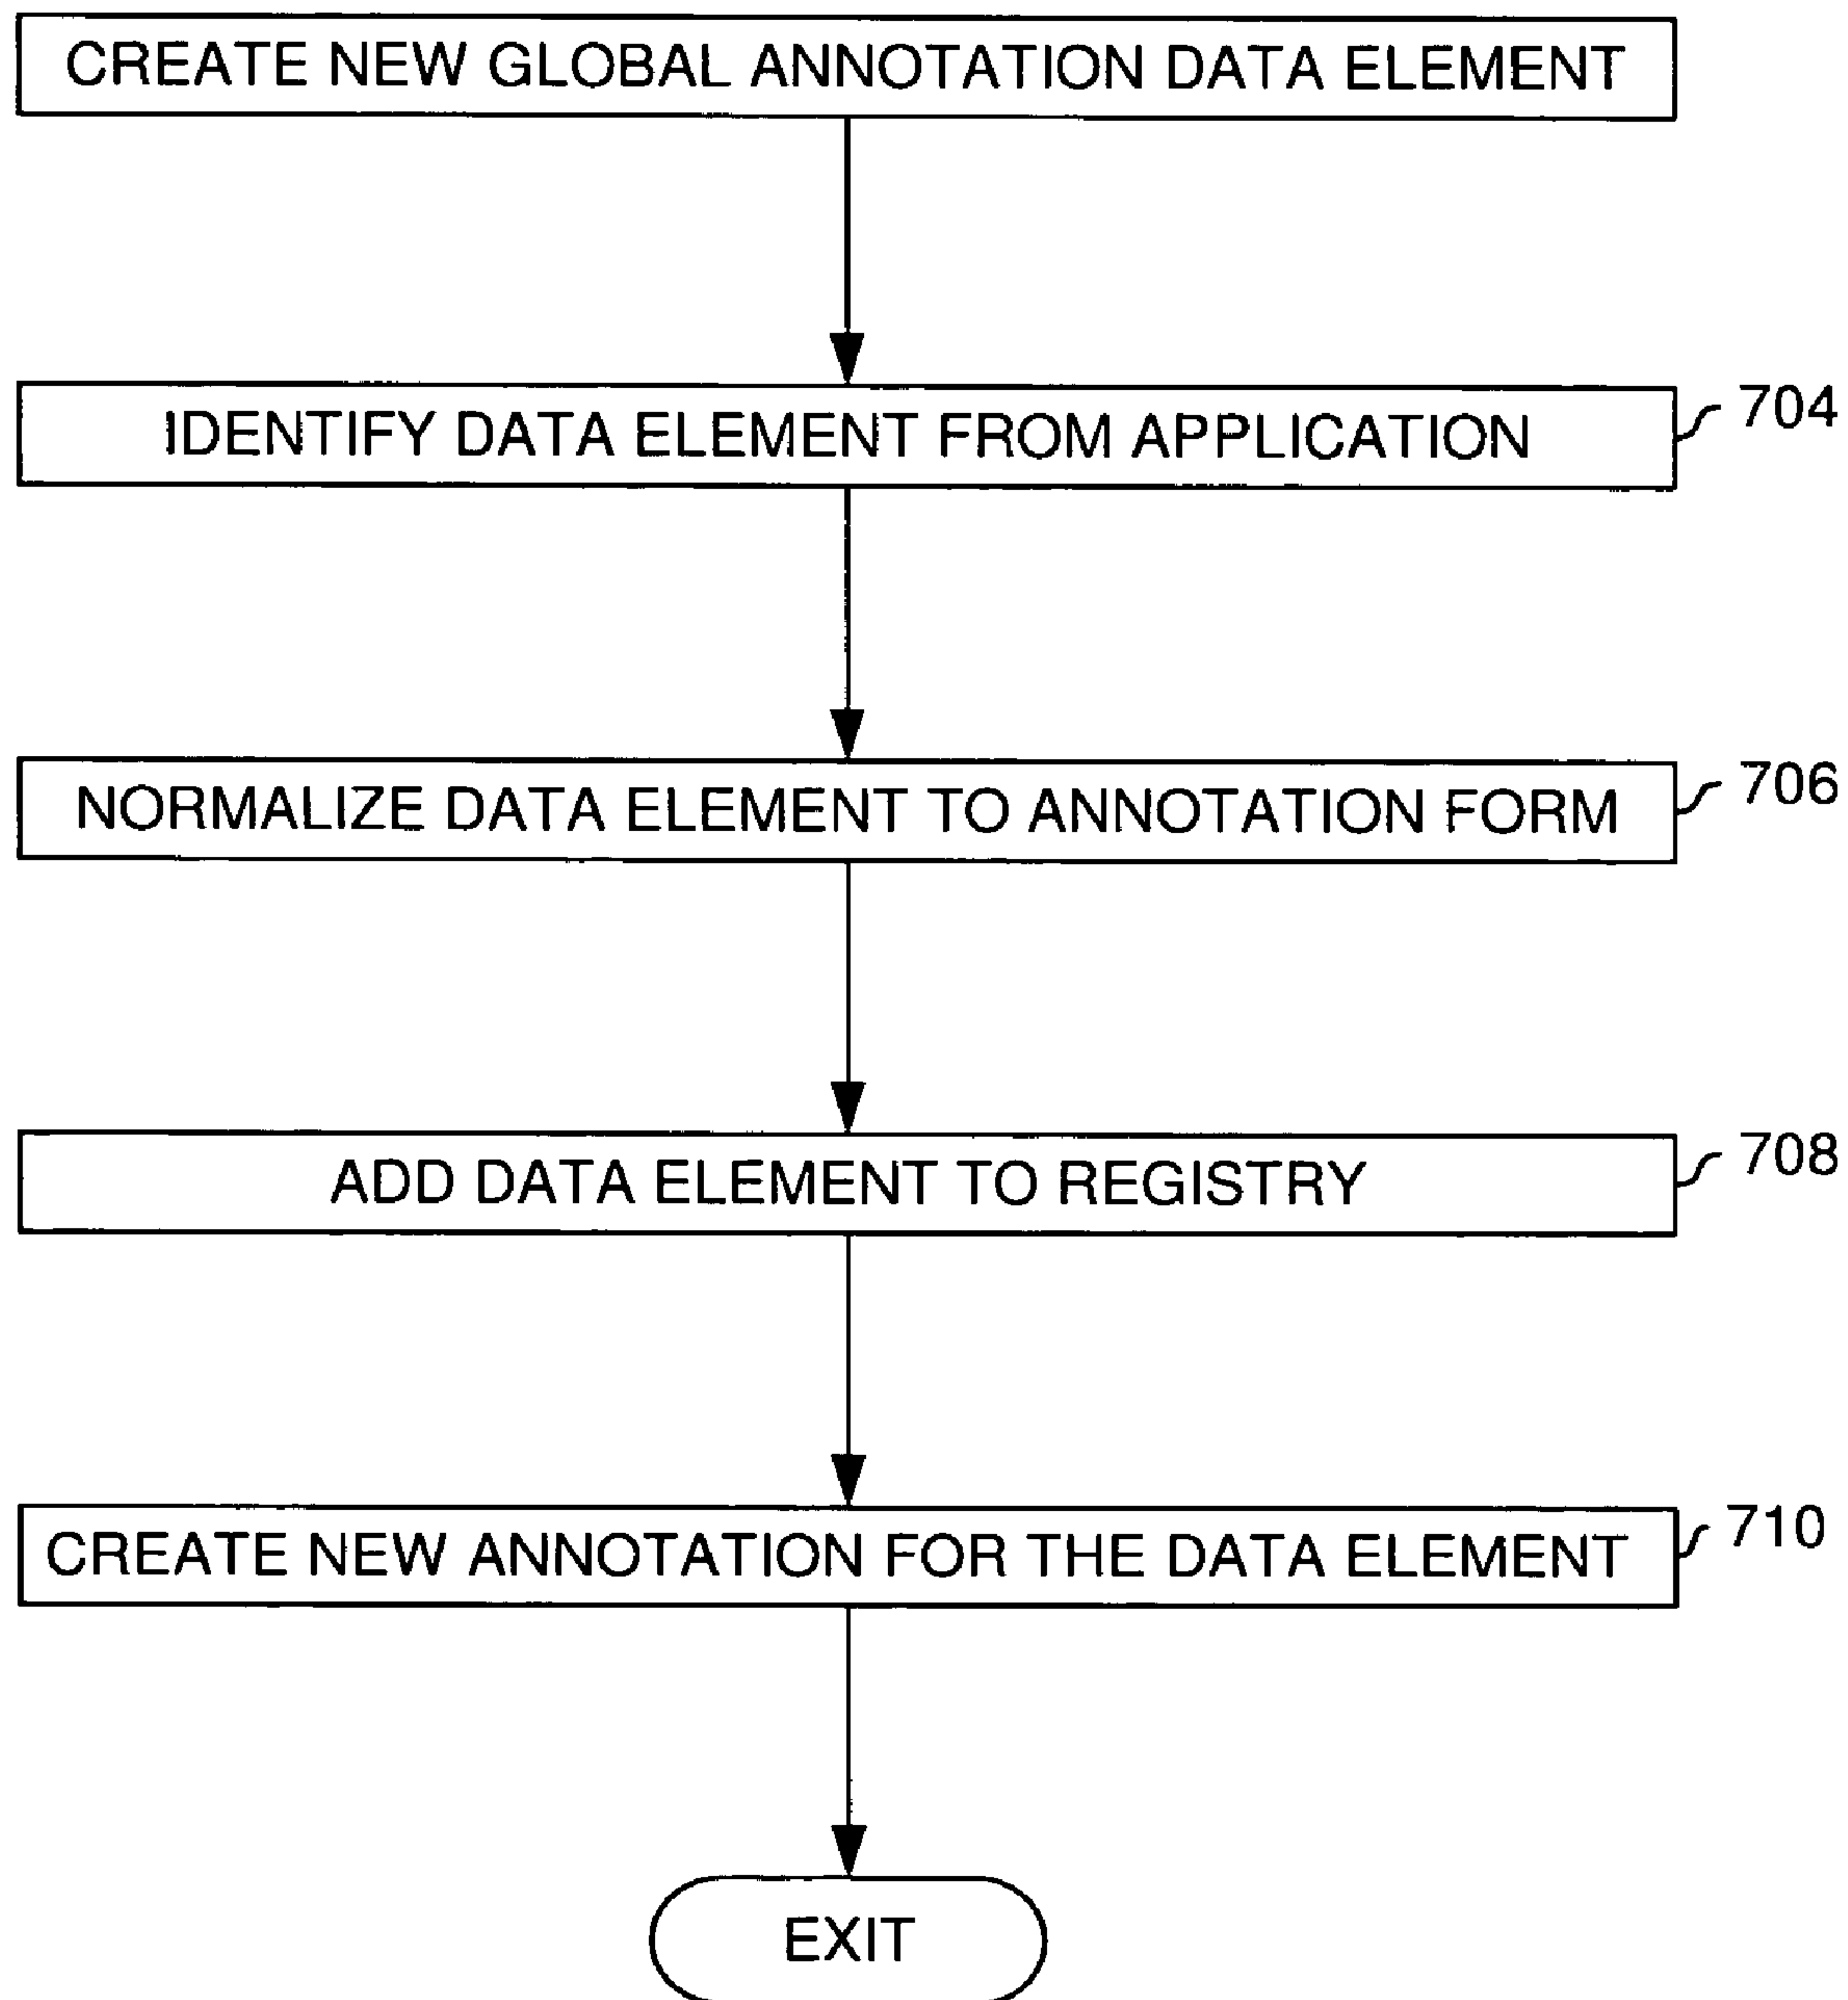 CREATE NEW GLOBAL ANNOTATION DATA ELEMENT
IDENTIFY DATA ELEMENT FROM APPLICATION
704
NORMALIZE DATA ELEMENT TO ANNOTATION FORM
706
ADD DATA ELEMENT TO REGISTRY
708
CREATE NEW ANNOTATION FOR THE DATA ELEMENT
710
EXIT